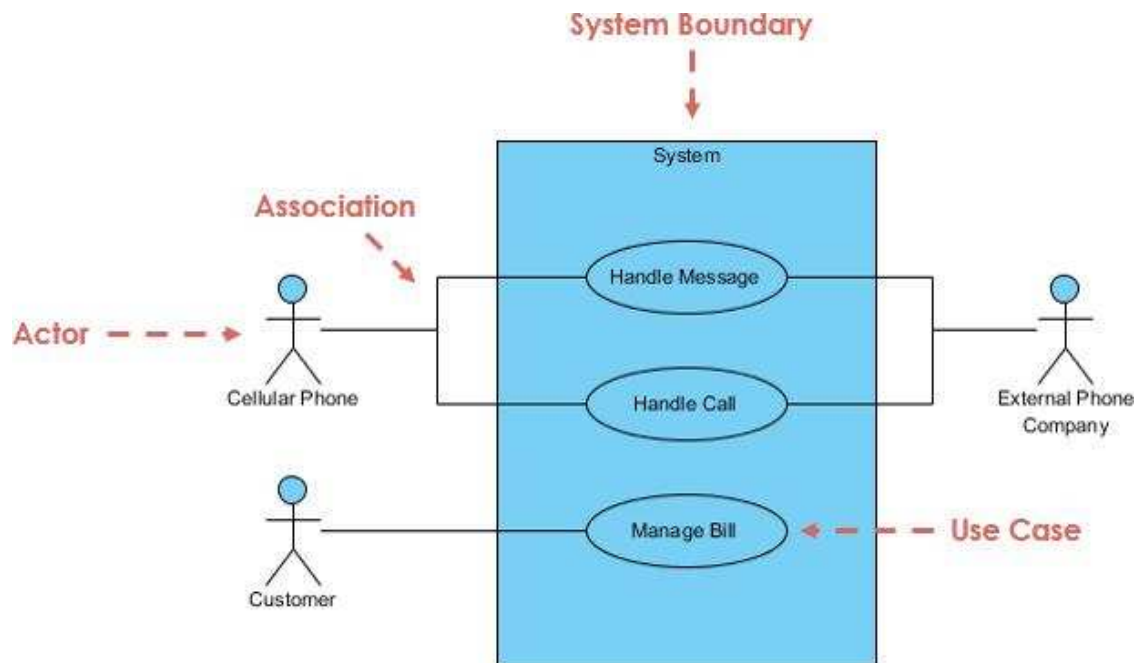 System Boundary
System
Association
Handle Message
Actor
Cellular Phone
Handle Call
External Phone
Company
Manage Bill
Use Case
Customer